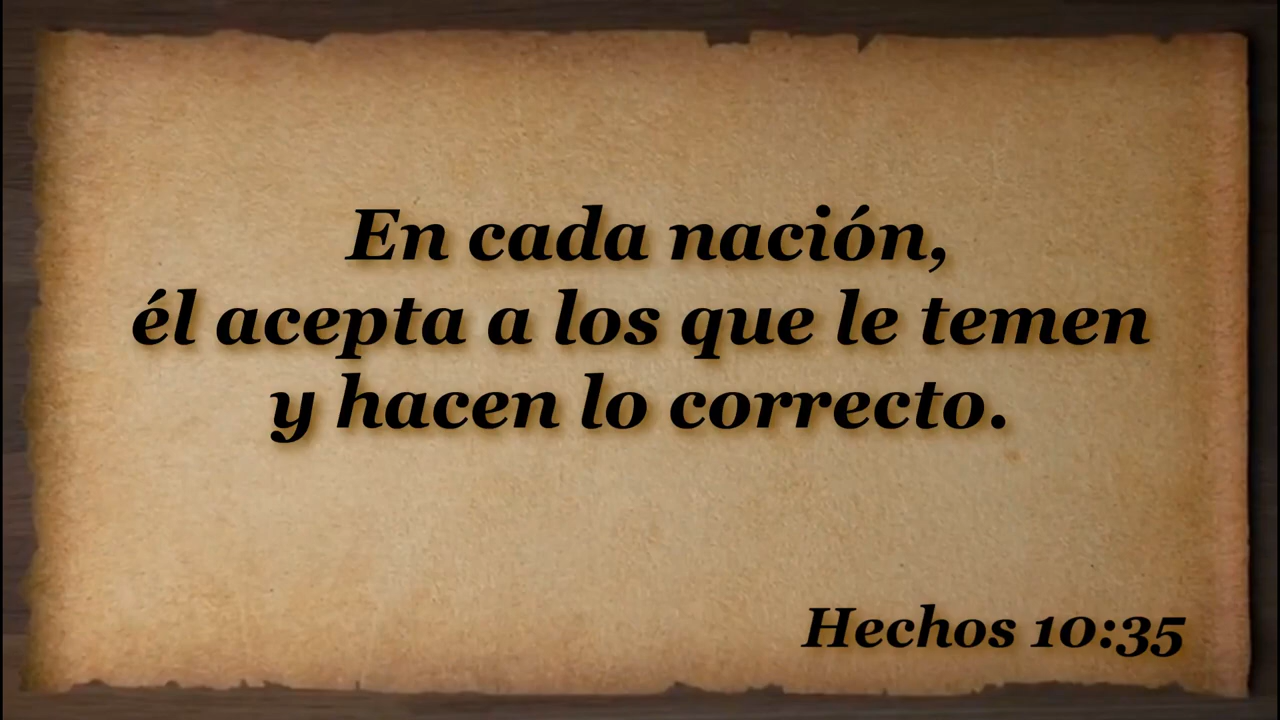 En cada nación,
él acepta a los que le temen
y hacen lo correcto.
Hechos 10:35